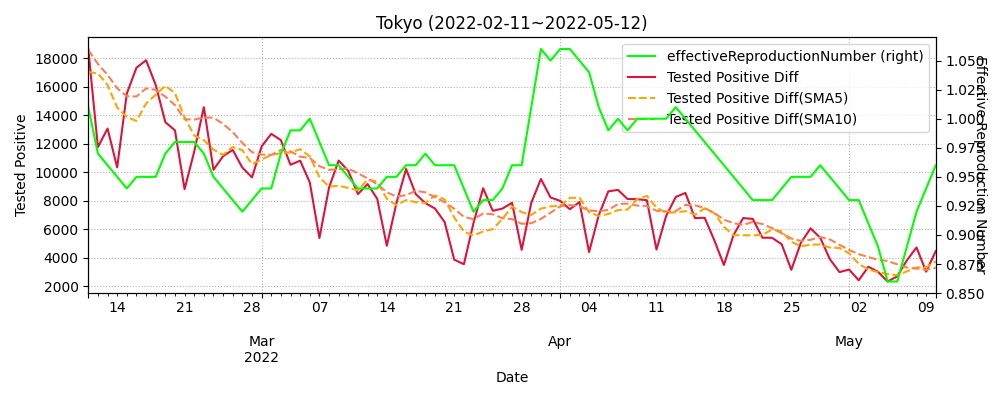 Tokyo (2022-02-11~2022-05-12)
effectiveReproductionNumber (right)
Tested Positive Diff
Tested Positive Diff(SMA5)
Tested Positive Diff(SMA10)
Tested Positive
18000
16000
14000
12000
10000
8000
6000
4000
2000
1.050
1.025
1.000
0.975
0.950
0.925
0.900
0.875
0.850
Effective Reproduction Number
14 21 28 07 14 21 28 04 11 18 25 02 09
Mar Apr May
2022
Date